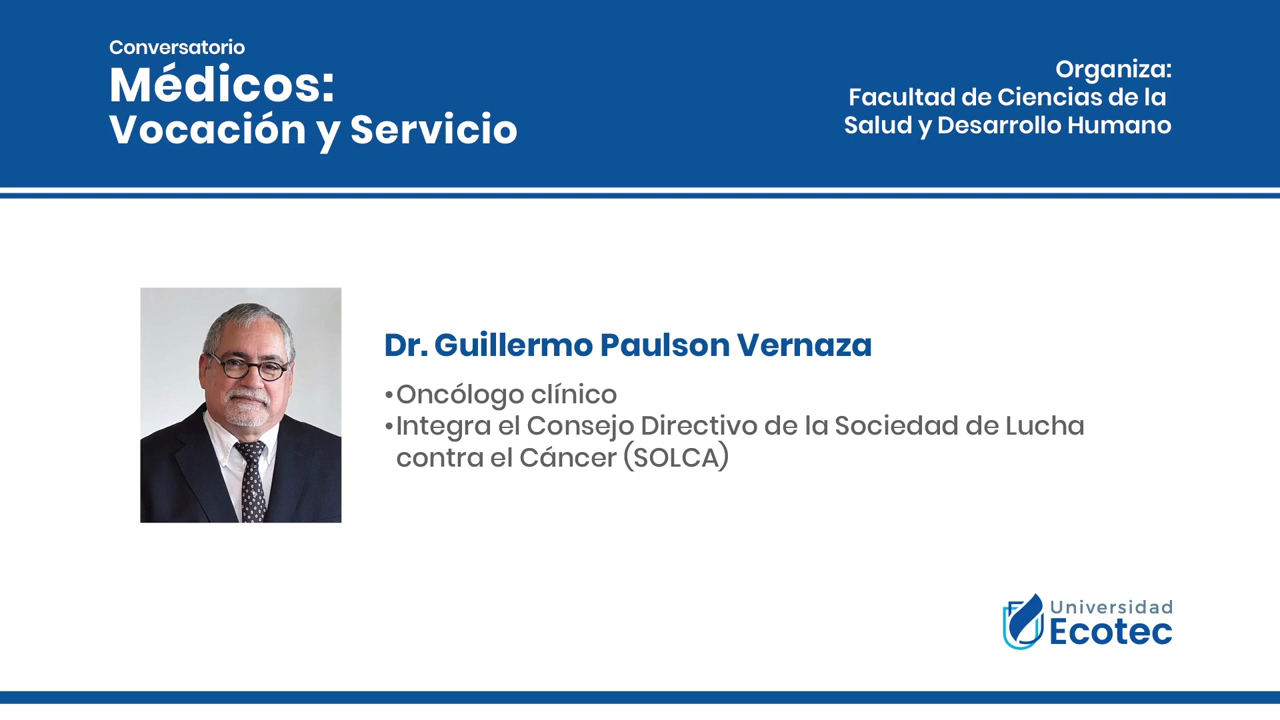 Conversatorio
Médicos:
Vocación y Servicio
Organiza:
Facultad de Ciencias de la
Salud y Desarrollo Humano
Dr. Guillermo Paulson Vernaza
•Oncólogo clínico
•Integra el Consejo Directivo de la Sociedad de Lucha
contra el Cáncer (SOLCA)
Universidad
Ecotec